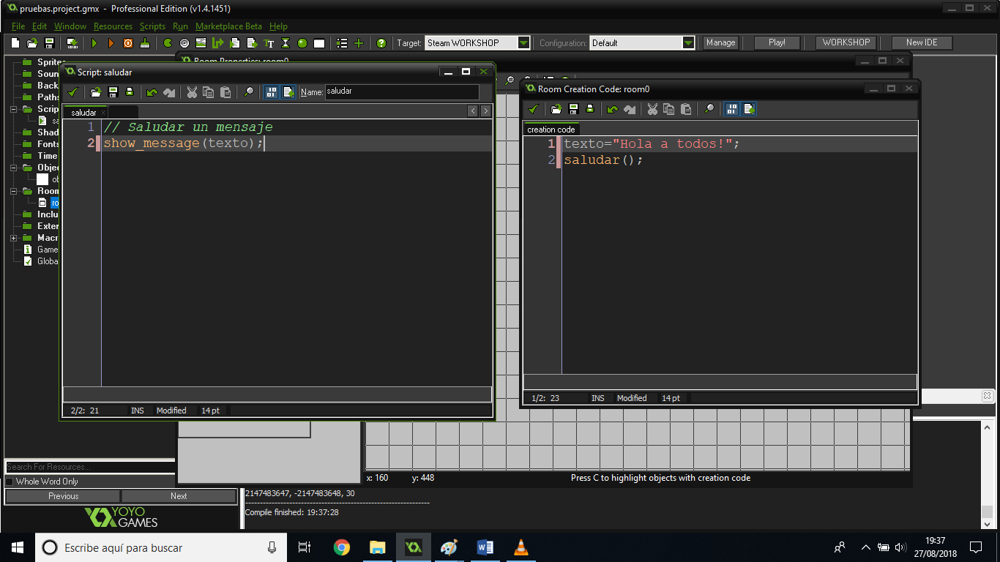 pruebas.project.gmx - Professional Edition (v1.4.1451)
File Edit Window Resources Scripts Run Marketplace Beta Help
Target: Steam WORKSHOP Configuration: Default Manage Play! WORKSHOP New IDE
Room Properties: room0
Sprites
Soun
Back
Paths
Scrip
sa
Shad
Fonts
Time
Objec
ob
Room
ro
Inclu
Exter
Macr
Game
Globa
Search For Resources...
Whole Word Only
Previous Next
YOYO
GAMES
Script: saludar
Name: saludar
saludar
1 // Saludar un mensaje
2 show_message(texto);
2/2: 21 INS Modified 14 pt
Room Creation Code: room0
creation code
1 texto="Hola a todos!";
2 saludar();
1/2: 23 INS Modified 14 pt
x: 160 y: 448 Press C to highlight objects with creation code
2147483647, -2147483648, 30
Compile finished: 19:37:28
Escribe aquí para buscar
19:37
27/08/2018